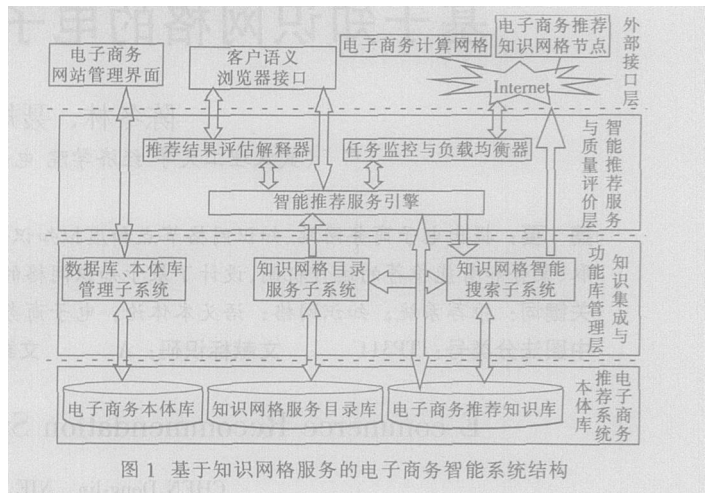 电子商务
网站管理界面
客户语义
浏览器接口
电子商务计算网格
电子商务推荐
知识网格节点
Internet
外部接口层
推荐结果评估解释器
任务监控与负载均衡器
智能推荐服务引擎
智能推荐服务
与质量评价层
数据库、本体库
管理子系统
知识网格目录
服务子系统
知识网格智能
搜索子系统
知识集成与
功能库管理层
电子商务本体库
知识网格服务目录库
电子商务推荐知识库
电子商务
推荐系统
本体库
图1 基于知识网格服务的电子商务智能系统结构